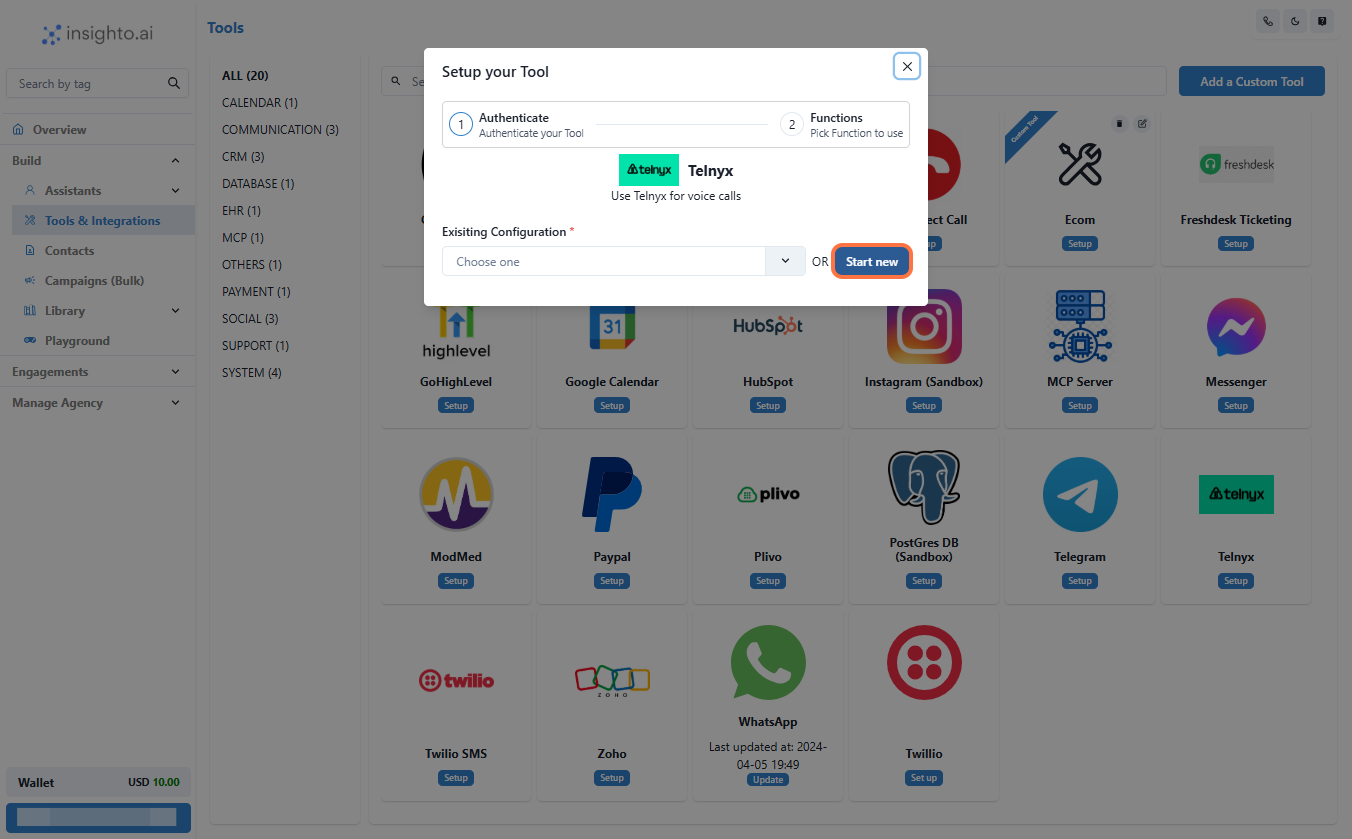 insighto.ai
Tools
Search by tag
Overview
Build
Assistants
Tools & Integrations
Contacts
Campaigns (Bulk)
Library
Playground
Engagements
Manage Agency
Wallet
USD 10.00
ALL (20)
CALENDAR (1)
COMMUNICATION (3)
CRM (3)
DATABASE (1)
EHR (1)
MCP (1)
OTHERS (1)
PAYMENT (1)
SOCIAL (3)
SUPPORT (1)
SYSTEM (4)
Add a Custom Tool
Setup your Tool
1
Authenticate
Authenticate your Tool
2
Functions
Pick Function to use
telnyx
Telnyx
Use Telnyx for voice calls
Exisiting Configuration *
Choose one
OR
Start new
ect Call
Custom Tool
Ecom
Setup
freshdesk
Freshdesk Ticketing
Setup
highlevel
GoHighLevel
Setup
31
Google Calendar
Setup
HubSpot
HubSpot
Setup
Instagram (Sandbox)
Setup
MCP Server
Setup
Messenger
Setup
ModMed
Setup
Paypal
Setup
plivo
Plivo
Setup
PostGres DB
(Sandbox)
Setup
Telegram
Setup
telnyx
Telnyx
Setup
twilio
Twilio SMS
Setup
ZOHO
Zoho
Setup
WhatsApp
Last updated at: 2024-
04-05 19:49
Update
Twillio
Set up